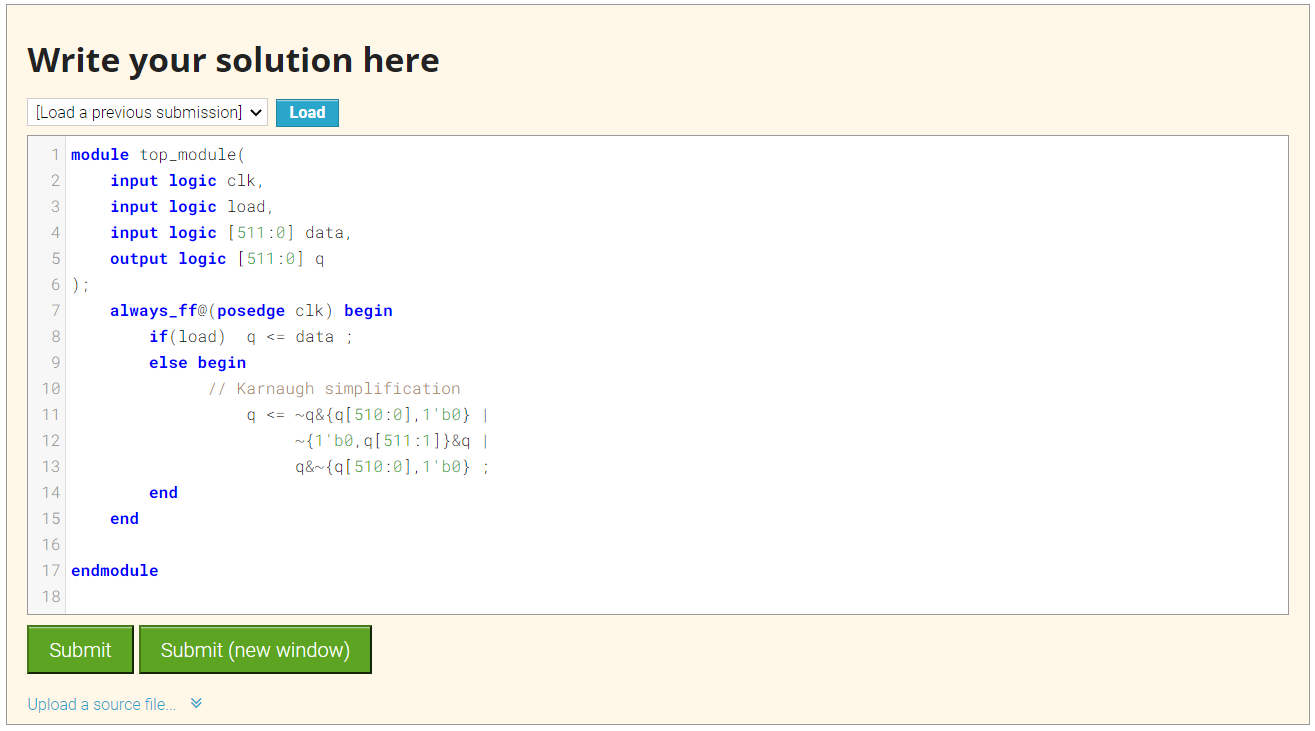 Write your solution here
[Load a previous submission] Load
1 module top_module(
2     input logic clk,
3     input logic load,
4     input logic [511:0] data,
5     output logic [511:0] q
6 );
7     always_ff@(posedge clk) begin
8         if(load)  q <= data ;
9         else begin
10               // Karnaugh simplification
11                   q <= ~q&{q[510:0],1'b0} |
12                        ~{1'b0,q[511:1]}&q |
13                        q&~{q[510:0],1'b0} ;
14         end
15     end
16
17 endmodule
18
Submit Submit (new window)
Upload a source file...